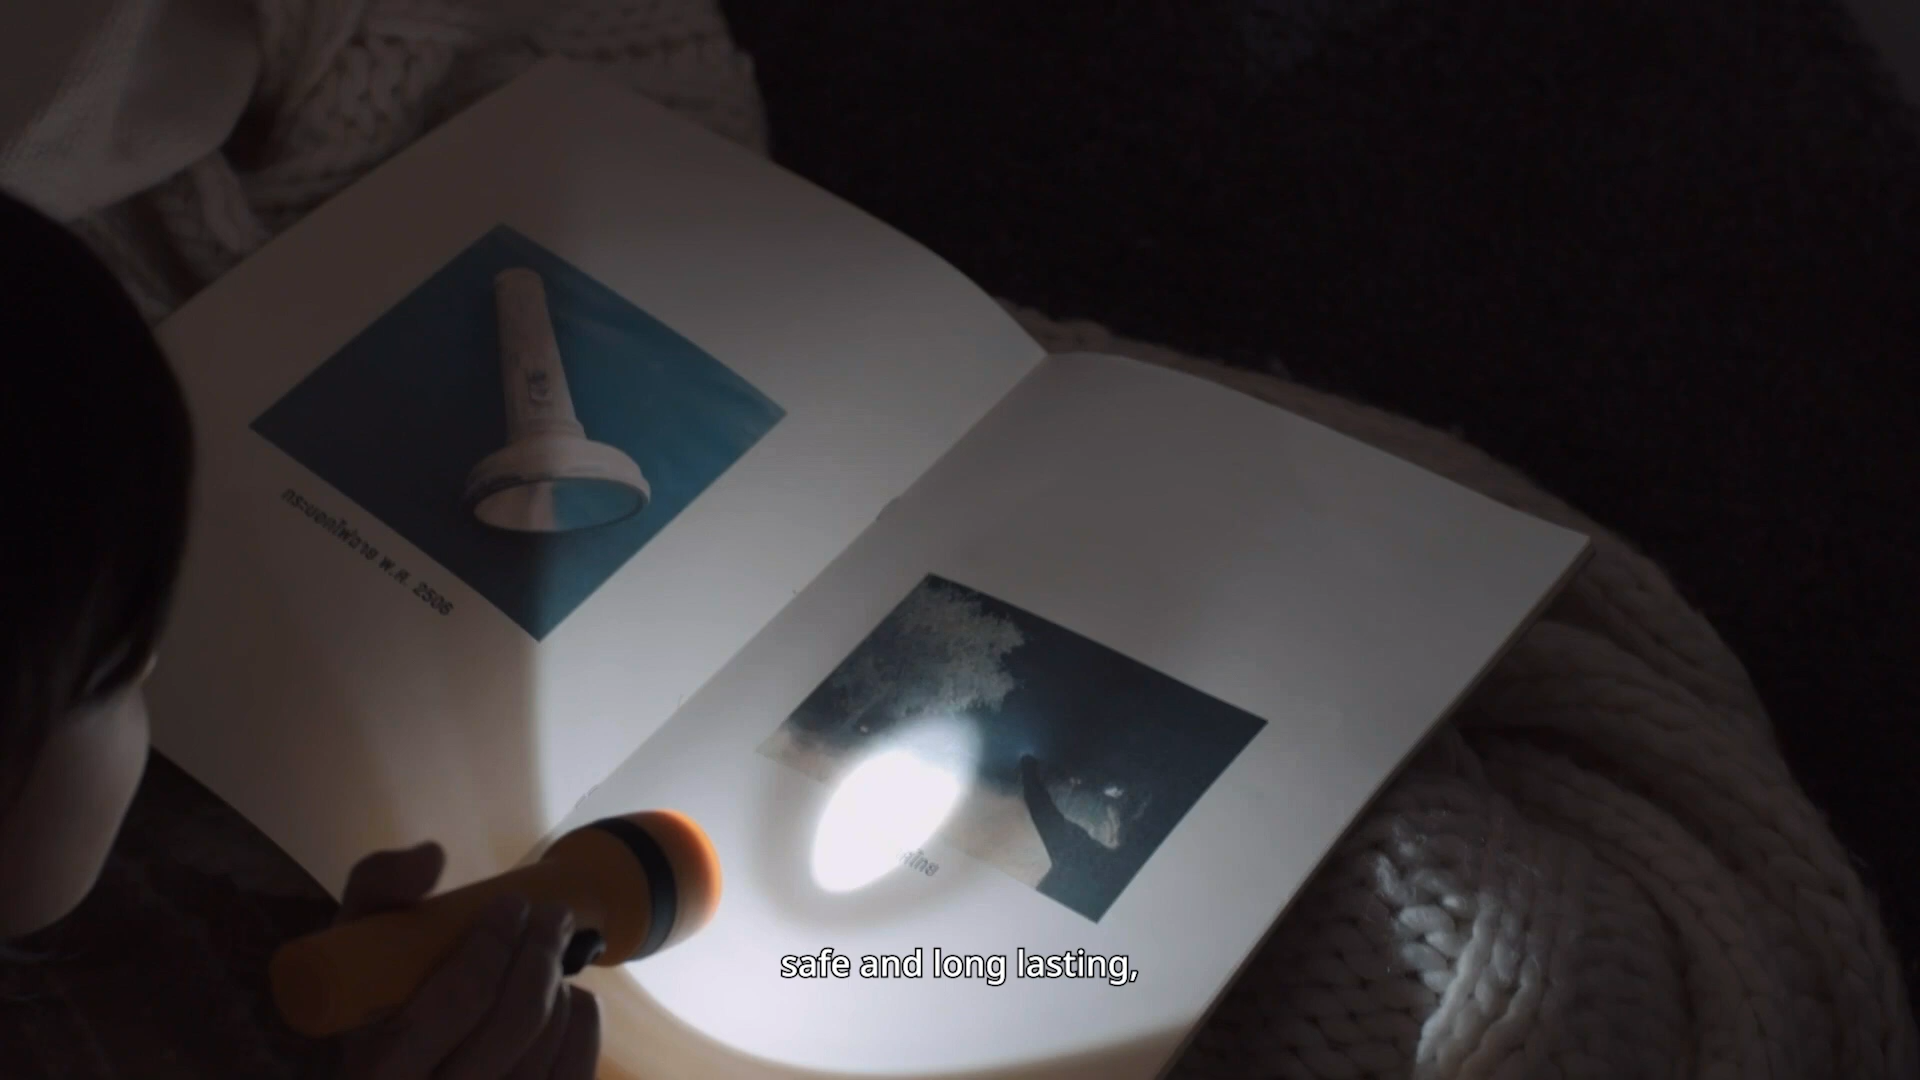 กระบอกไฟฉาย พ.ศ. 2506
safe and long lasting,